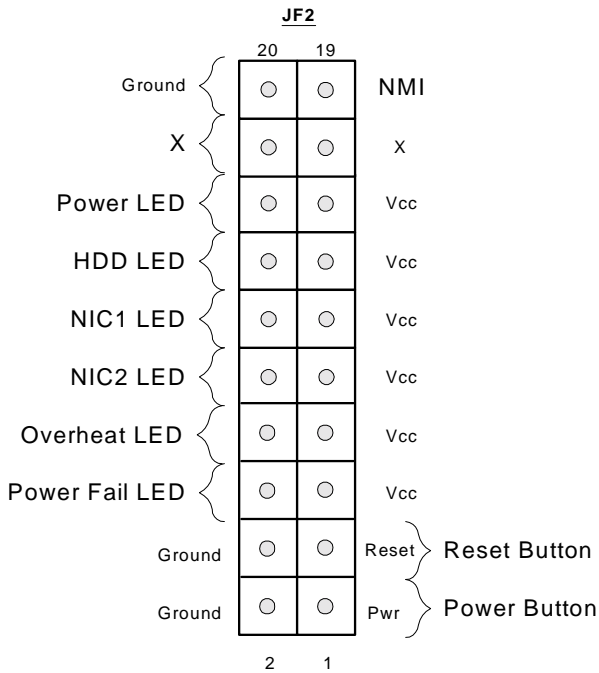 JF2
20 19
Ground NMI
X X
Power LED Vcc
HDD LED Vcc
NIC1 LED Vcc
NIC2 LED Vcc
Overheat LED Vcc
Power Fail LED Vcc
Ground Reset Reset Button
Ground Pwr Power Button
2 1